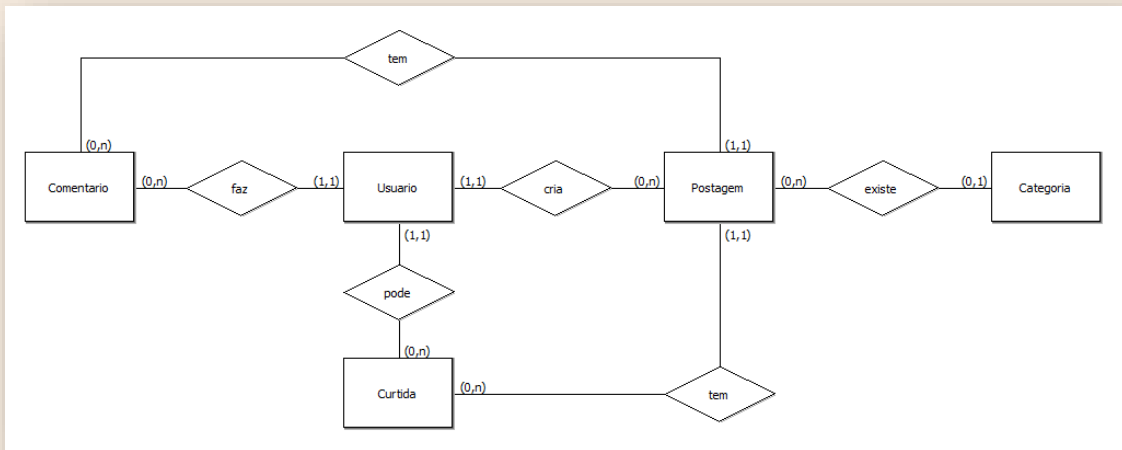 tem
(0,n)
(1,1)
Comentario
(0,n)
faz
(1,1)
Usuario
(1,1)
cria
(0,n)
Postagem
(0,n)
existe
(0,1)
Categoria
(1,1)
(1,1)
pode
(0,n)
Curtida
(0,n)
tem